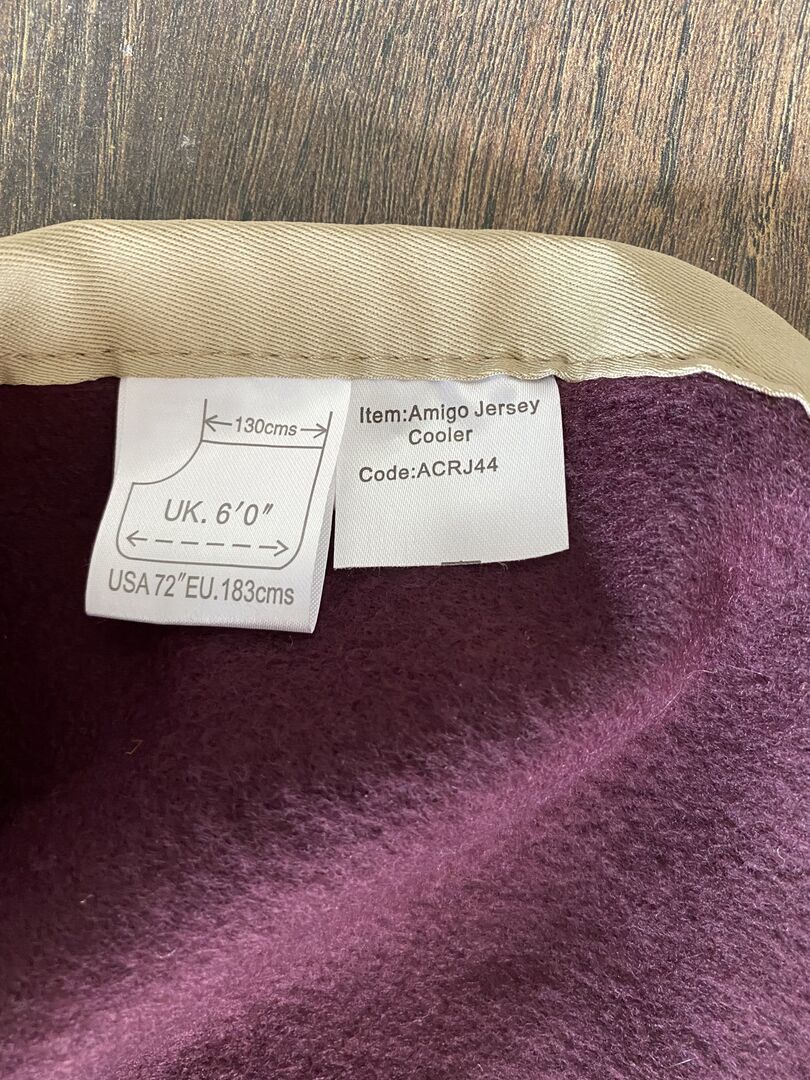 130cms
UK. 6'0"
USA 72"EU.183cms
Item:Amigo Jersey
Cooler
Code:ACRJ44